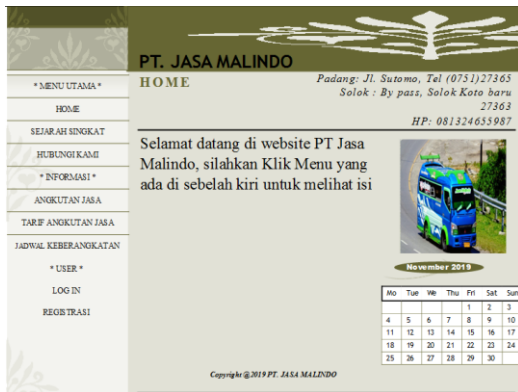 PT. JASA MALINDO
* MENU UTAMA *
HOME
SEJARAH SINGKAT
HUBUNGI KAMI
* INFORMASI *
ANGKUTAN JASA
TARIF ANGKUTAN JASA
JADWAL KEBERANGKATAN
* USER *
LOG IN
REGISTRASI
HOME
Padang: Jl. Sutomo, Tel (0751)27365
Solok : By pass, Solok Koto baru
27363
HP: 081324655987
Selamat datang di website PT Jasa
Malindo, silahkan Klik Menu yang
ada di sebelah kiri untuk melihat isi
November 2019
Mo Tue We Thu Fri Sat Sun
1 2 3
4 5 6 7 8 9 10
11 12 13 14 15 16 17
18 19 20 21 22 23 24
25 26 27 28 29 30
Copyright @2019 PT. JASA MALINDO